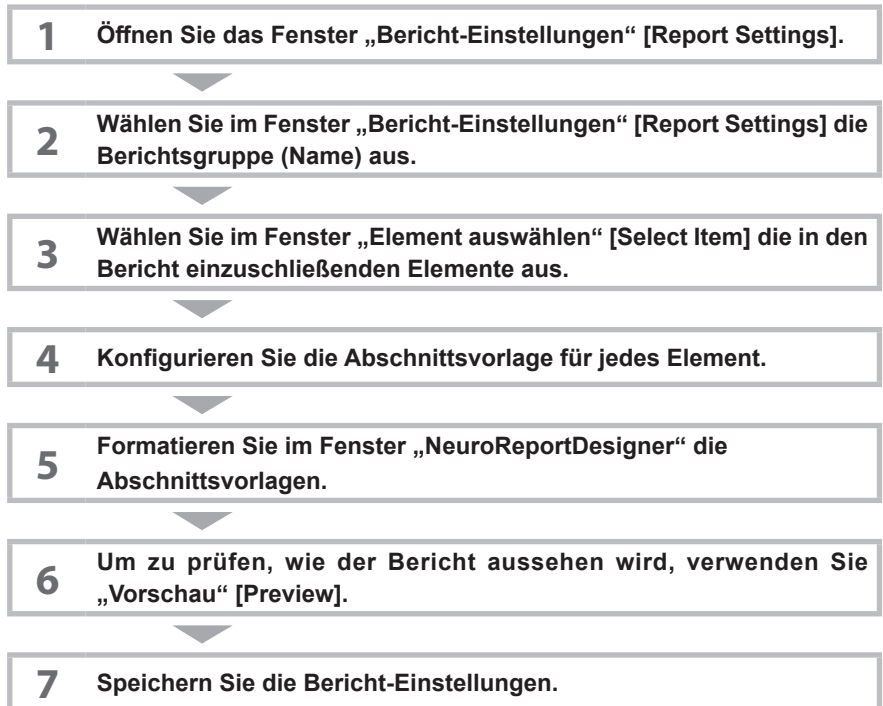 1 Öffnen Sie das Fenster „Bericht-Einstellungen“ [Report Settings].
2 Wählen Sie im Fenster „Bericht-Einstellungen“ [Report Settings] die
Berichtsgruppe (Name) aus.
3 Wählen Sie im Fenster „Element auswählen“ [Select Item] die in den
Bericht einzuschließenden Elemente aus.
4 Konfigurieren Sie die Abschnittsvorlage für jedes Element.
5 Formatieren Sie im Fenster „NeuroReportDesigner“ die
Abschnittsvorlagen.
6 Um zu prüfen, wie der Bericht aussehen wird, verwenden Sie
„Vorschau“ [Preview].
7 Speichern Sie die Bericht-Einstellungen.